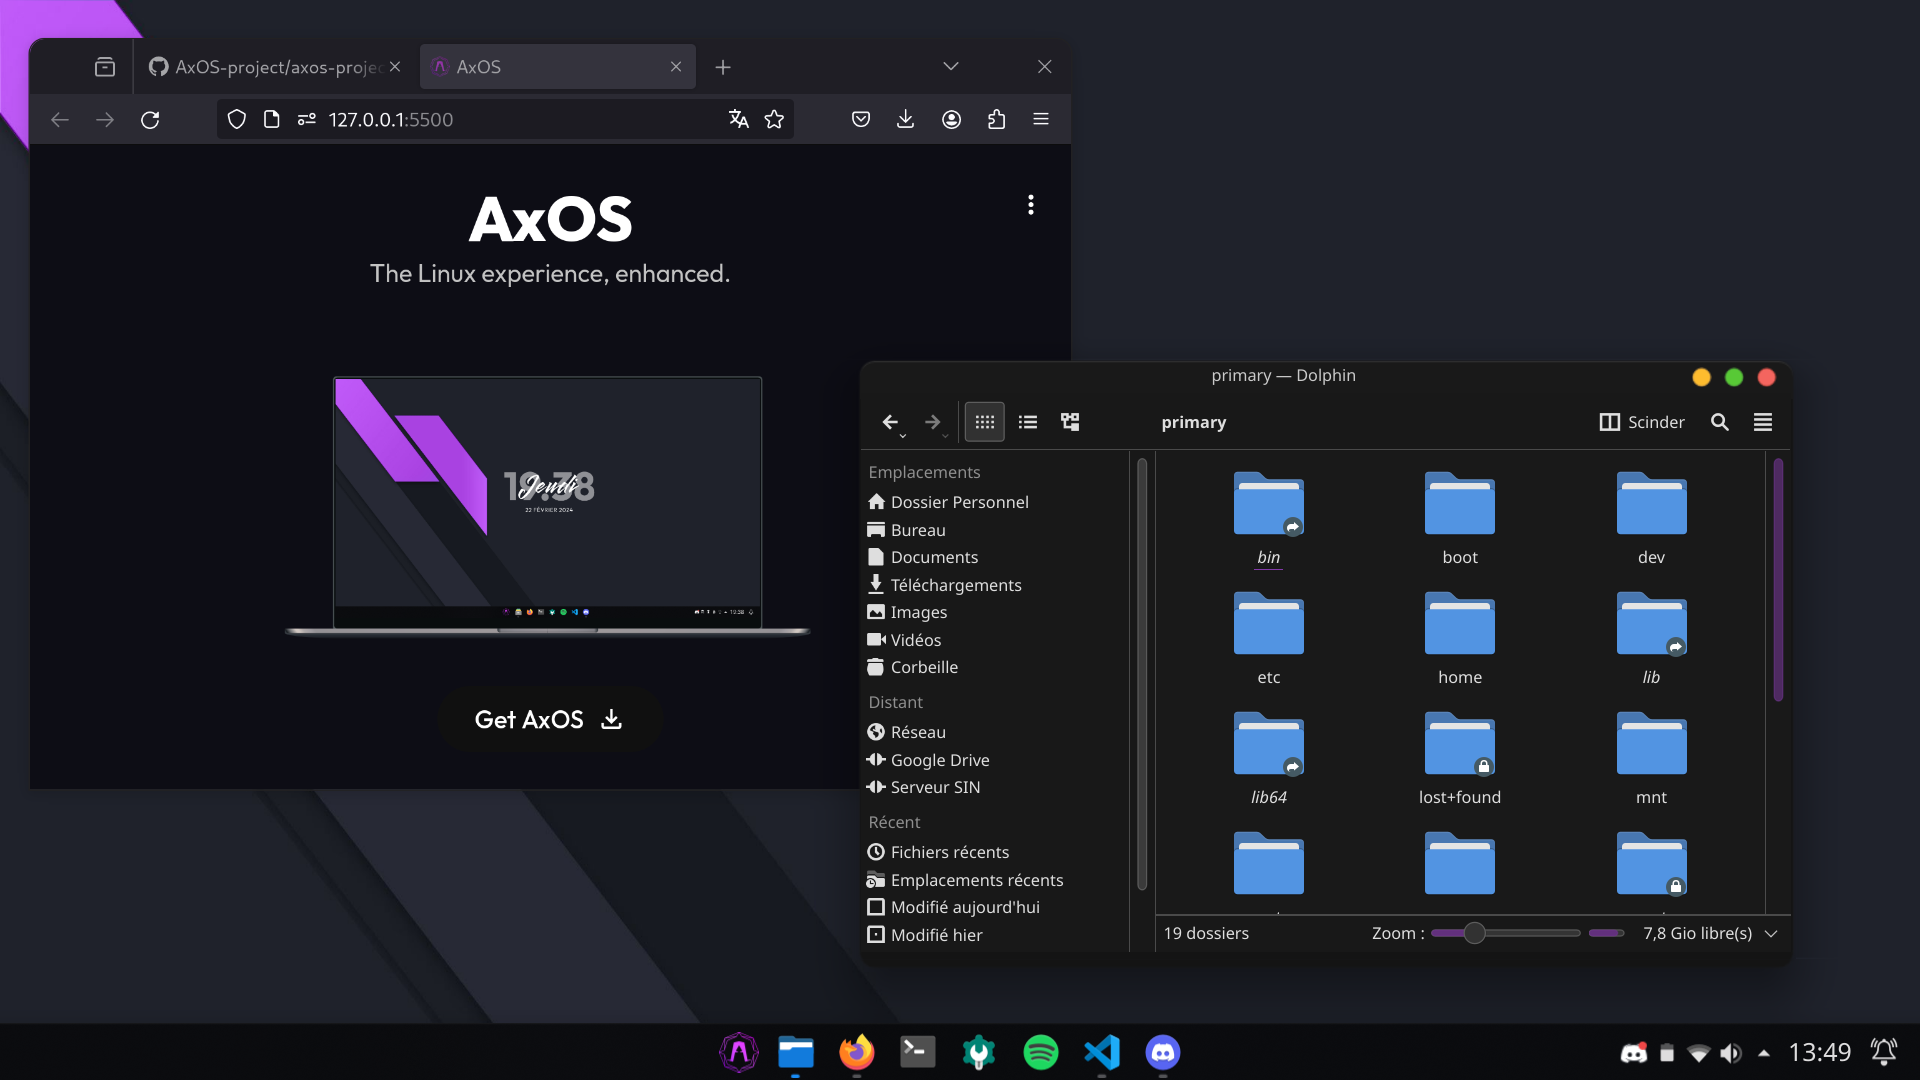 AxOS-project/axos-projec
AxOS
127.0.0.1:5500
AxOS
The Linux experience, enhanced.
19:38
Jeudi
22 FÉVRIER 2024
19:38
Get AxOS
primary — Dolphin
primary
Scinder
Emplacements
Dossier Personnel
Bureau
Documents
Téléchargements
Images
Vidéos
Corbeille
Distant
Réseau
Google Drive
Serveur SIN
Récent
Fichiers récents
Emplacements récents
Modifié aujourd'hui
Modifié hier
bin
boot
dev
etc
home
lib
lib64
lost+found
mnt
19 dossiers
Zoom :
7,8 Gio libre(s)
13:49